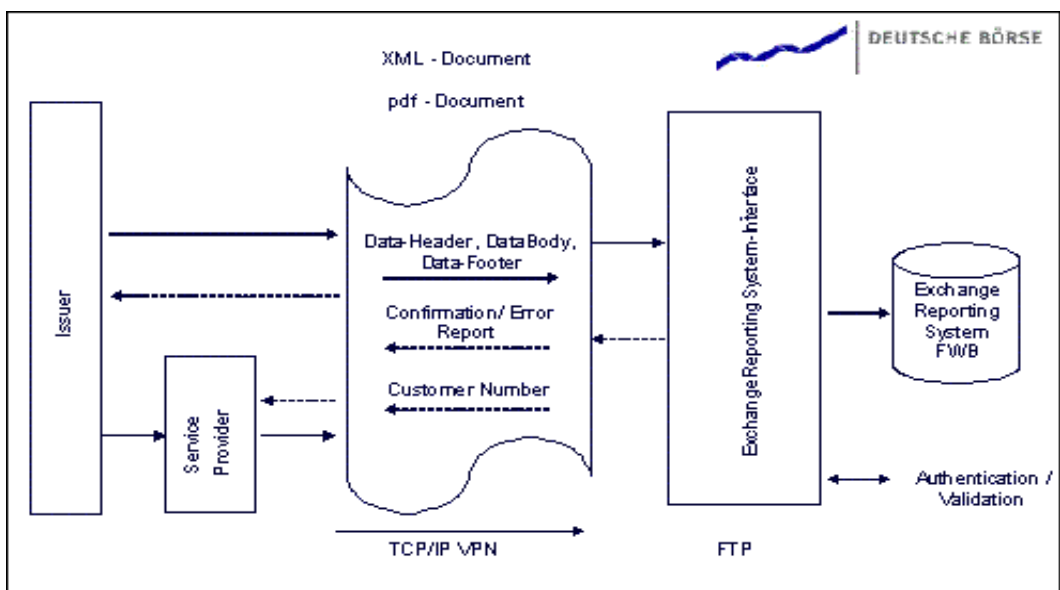 DEUTSCHE BÖRSE
XML - Document
pdf - Document
Issuer
Service
Provider
Data-Header, DataBody,
Data-Footer
Confirmation/ Error
Report
Customer Number
Exchange Reporting System-Interface
Exchange
Reporting
System
FWB
Authentication /
Validation
TCP/IP VPN
FTP